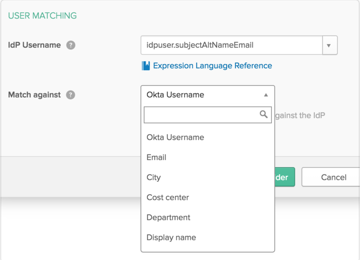 USER MATCHING
IdP Username ?
idpuser.subjectAltNameEmail
Expression Language Reference
Match against ?
Okta Username
gainst the IdP
Okta Username
Email
City
Cost center
Department
Display name
der
Cancel